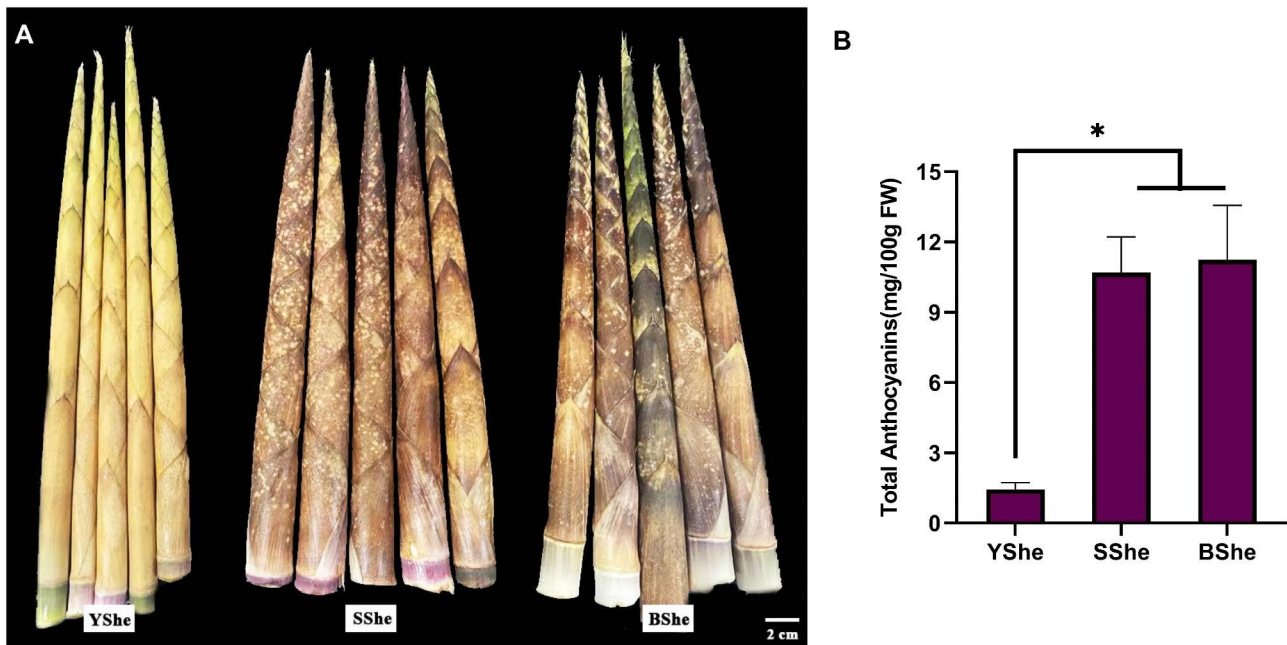 A
YShe
SShe
BShe
2 cm
B
*
Total Anthocyanins(mg/100g FW)
15
12
9
6
3
0
YShe
SShe
BShe